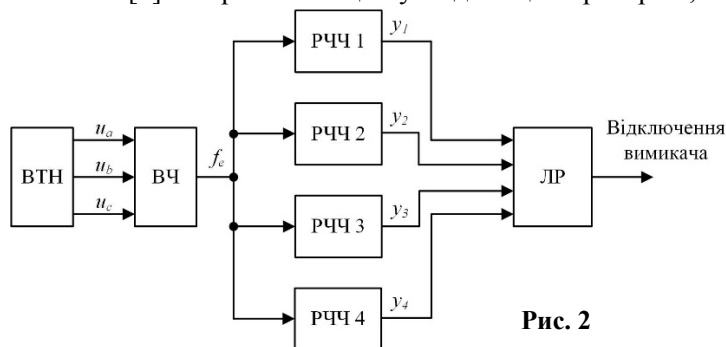 РЧЧ 1
y₁
u_a
u_b
u_c
ВТН
ВЧ
f_e
РЧЧ 2
y₂
РЧЧ 3
y₃
РЧЧ 4
y₄
ЛР
Відключення
вимикача
Рис. 2